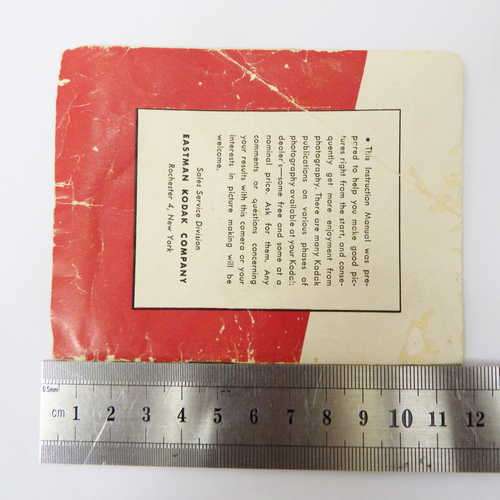 • This Instruction Manual was pre-
pared to help you make good pic-
tures right from the start, and conse-
quently get more enjoyment from
photography. There are many Kodak
publications on various phases of
photography available at your Kodak
dealer's—some free and some at a
nominal price. Ask for them. Any
comments or questions concerning
your results with this camera or your
interests in picture making will be
welcome.
Sales Service Division
EASTMAN KODAK COMPANY
Rochester 4, New York
0.5mm
cm 1 2 3 4 5 6 7 8 9 10 11 12